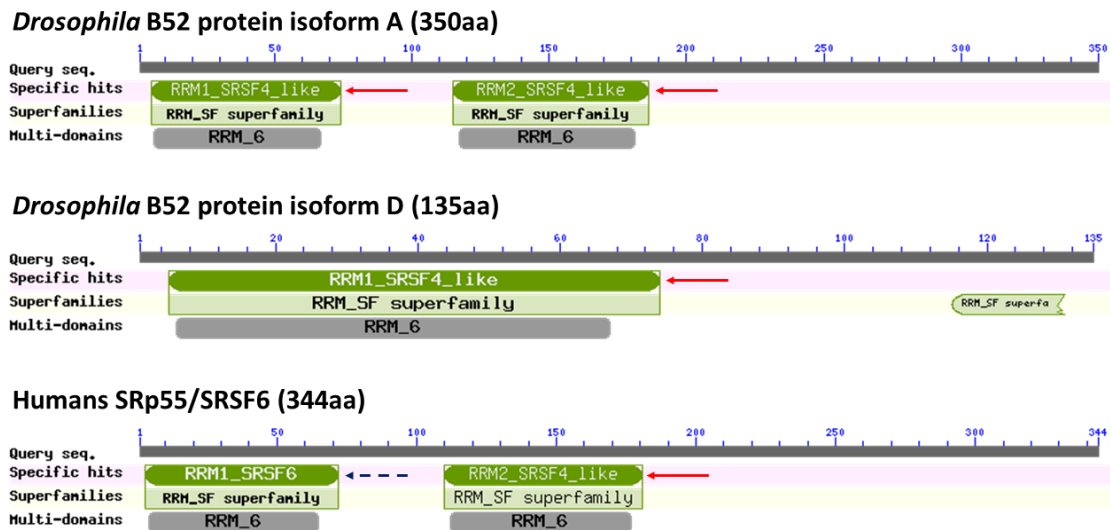 Drosophila B52 protein isoform A (350aa)
1 50 100 150 200 250 300 350
Query seq.
Specific hits RRM1_SRSF4_like RRM2_SRSF4_like
Superfamilies RRM_SF superfamily RRM_SF superfamily
Multi-domains RRM_6 RRM_6
Drosophila B52 protein isoform D (135aa)
1 20 40 60 80 100 120 135
Query seq.
Specific hits RRM1_SRSF4_like
Superfamilies RRM_SF superfamily RRM_SF superfa
Multi-domains RRM_6
Humans SRp55/SRSF6 (344aa)
1 50 100 150 200 250 300 344
Query seq.
Specific hits RRM1_SRSF6 RRM2_SRSF4_like
Superfamilies RRM_SF superfamily RRM_SF superfamily
Multi-domains RRM_6 RRM_6